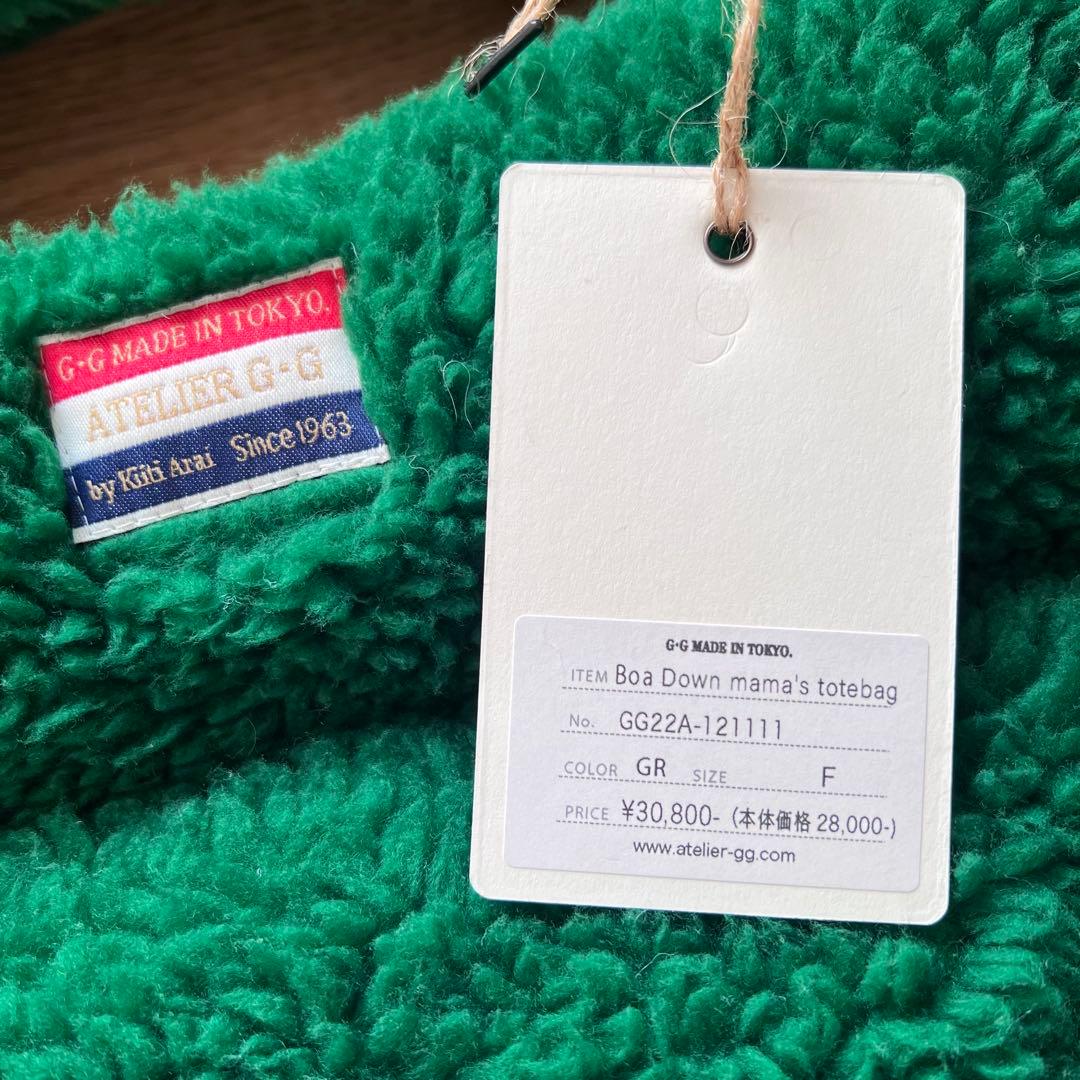 G·G MADE IN TOKYO.
ATELIER G·G
by Kiiti Arai Since 1963
G·G MADE IN TOKYO.
ITEM Boa Down mama's totebag
No. GG22A-121111
COLOR GR SIZE F
PRICE ¥30,800- (本体価格 28,000-)
www.atelier-gg.com